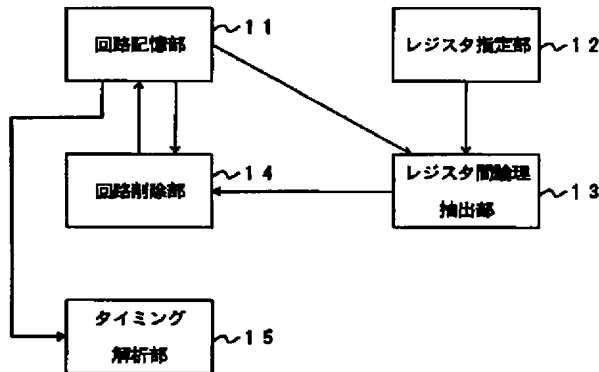 回路記憶部
11
レジスタ指定部
12
回路削除部
14
レジスタ間論理
抽出部
13
タイミング
解析部
15